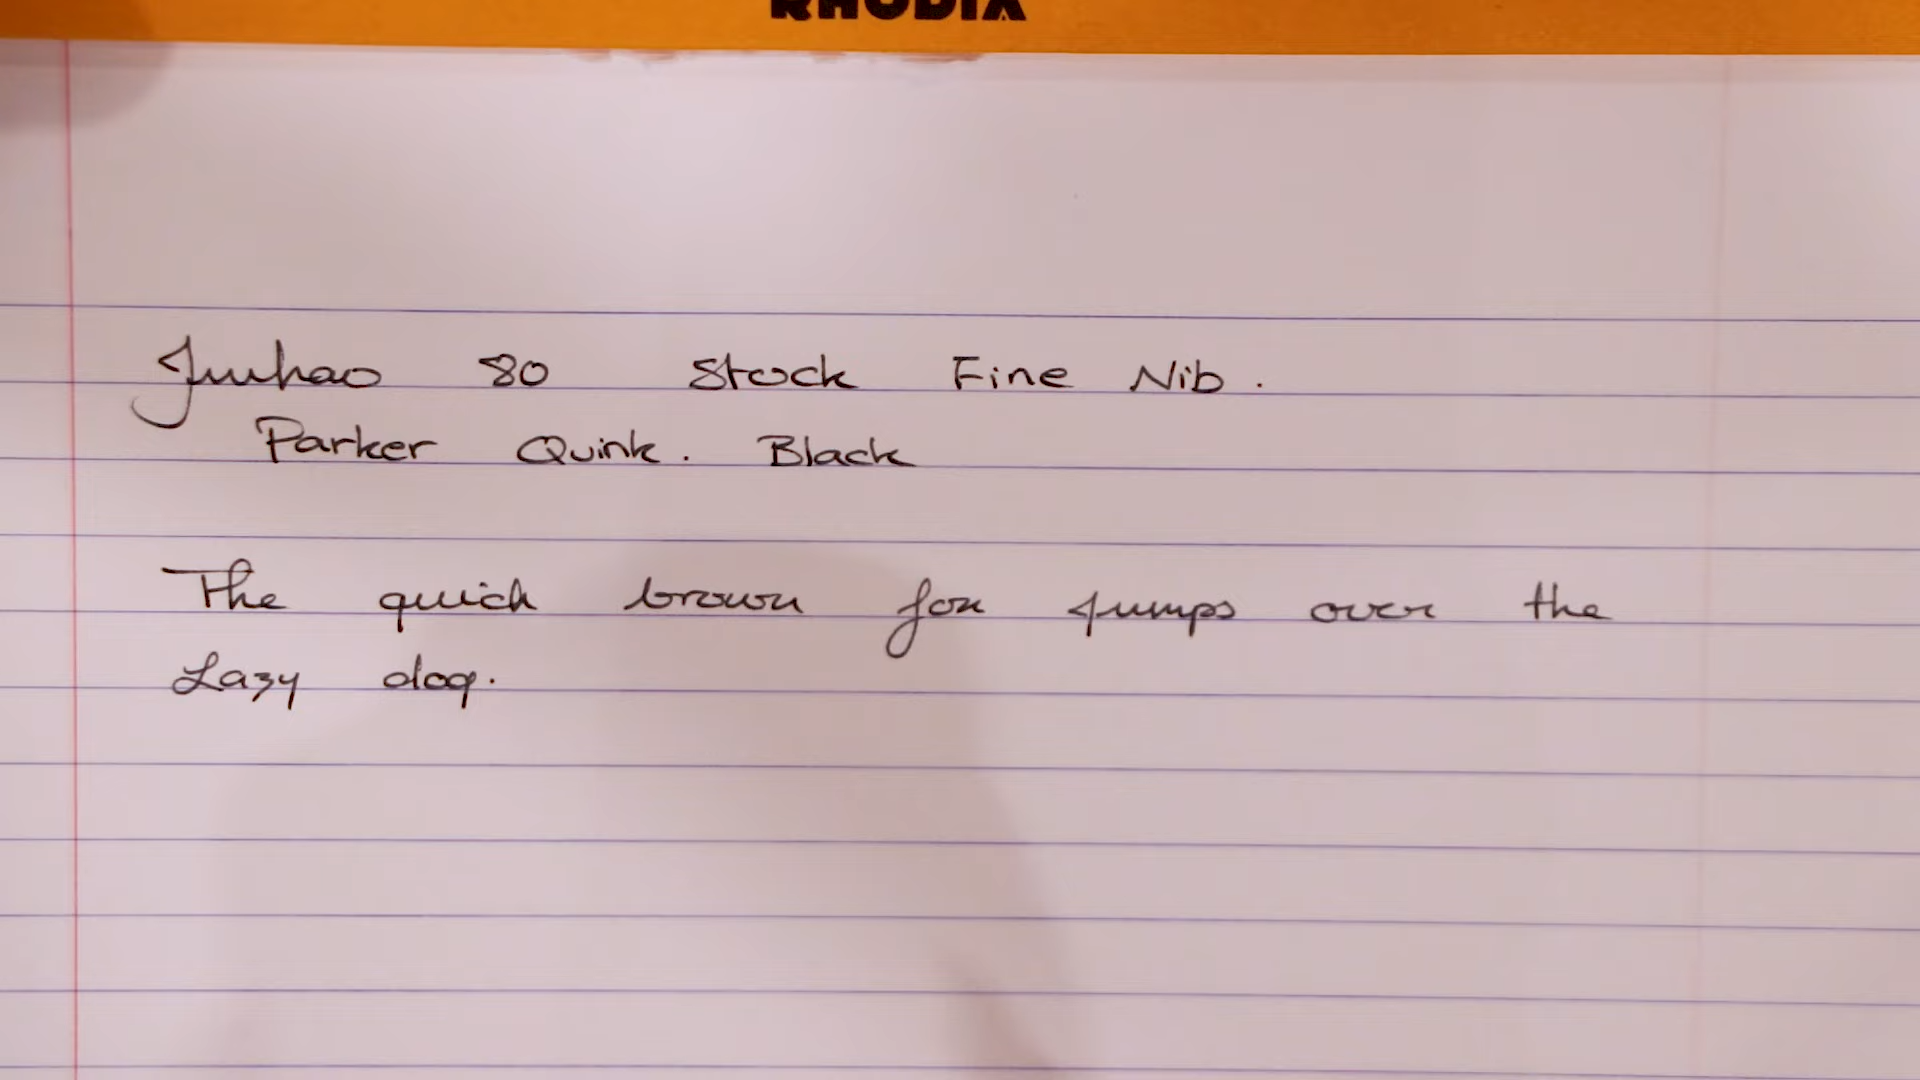 RHODIA
Jinhao 80 Stock Fine Nib.
Parker Quink. Black
The quick brown fox jumps over the
Lazy dog.